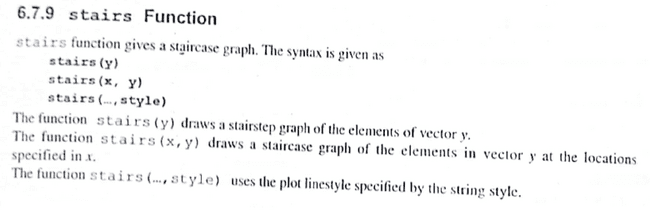 6.7.9 stairs Function
stairs function gives a staircase graph. The syntax is given as
stairs(y)
stairs(x, y)
stairs(…,style)
The function stairs(y) draws a stairstep graph of the elements of vector y.
The function stairs(x,y) draws a staircase graph of the elements in vector y at the locations
specified in x.
The function stairs(…,style) uses the plot linestyle specified by the string style.